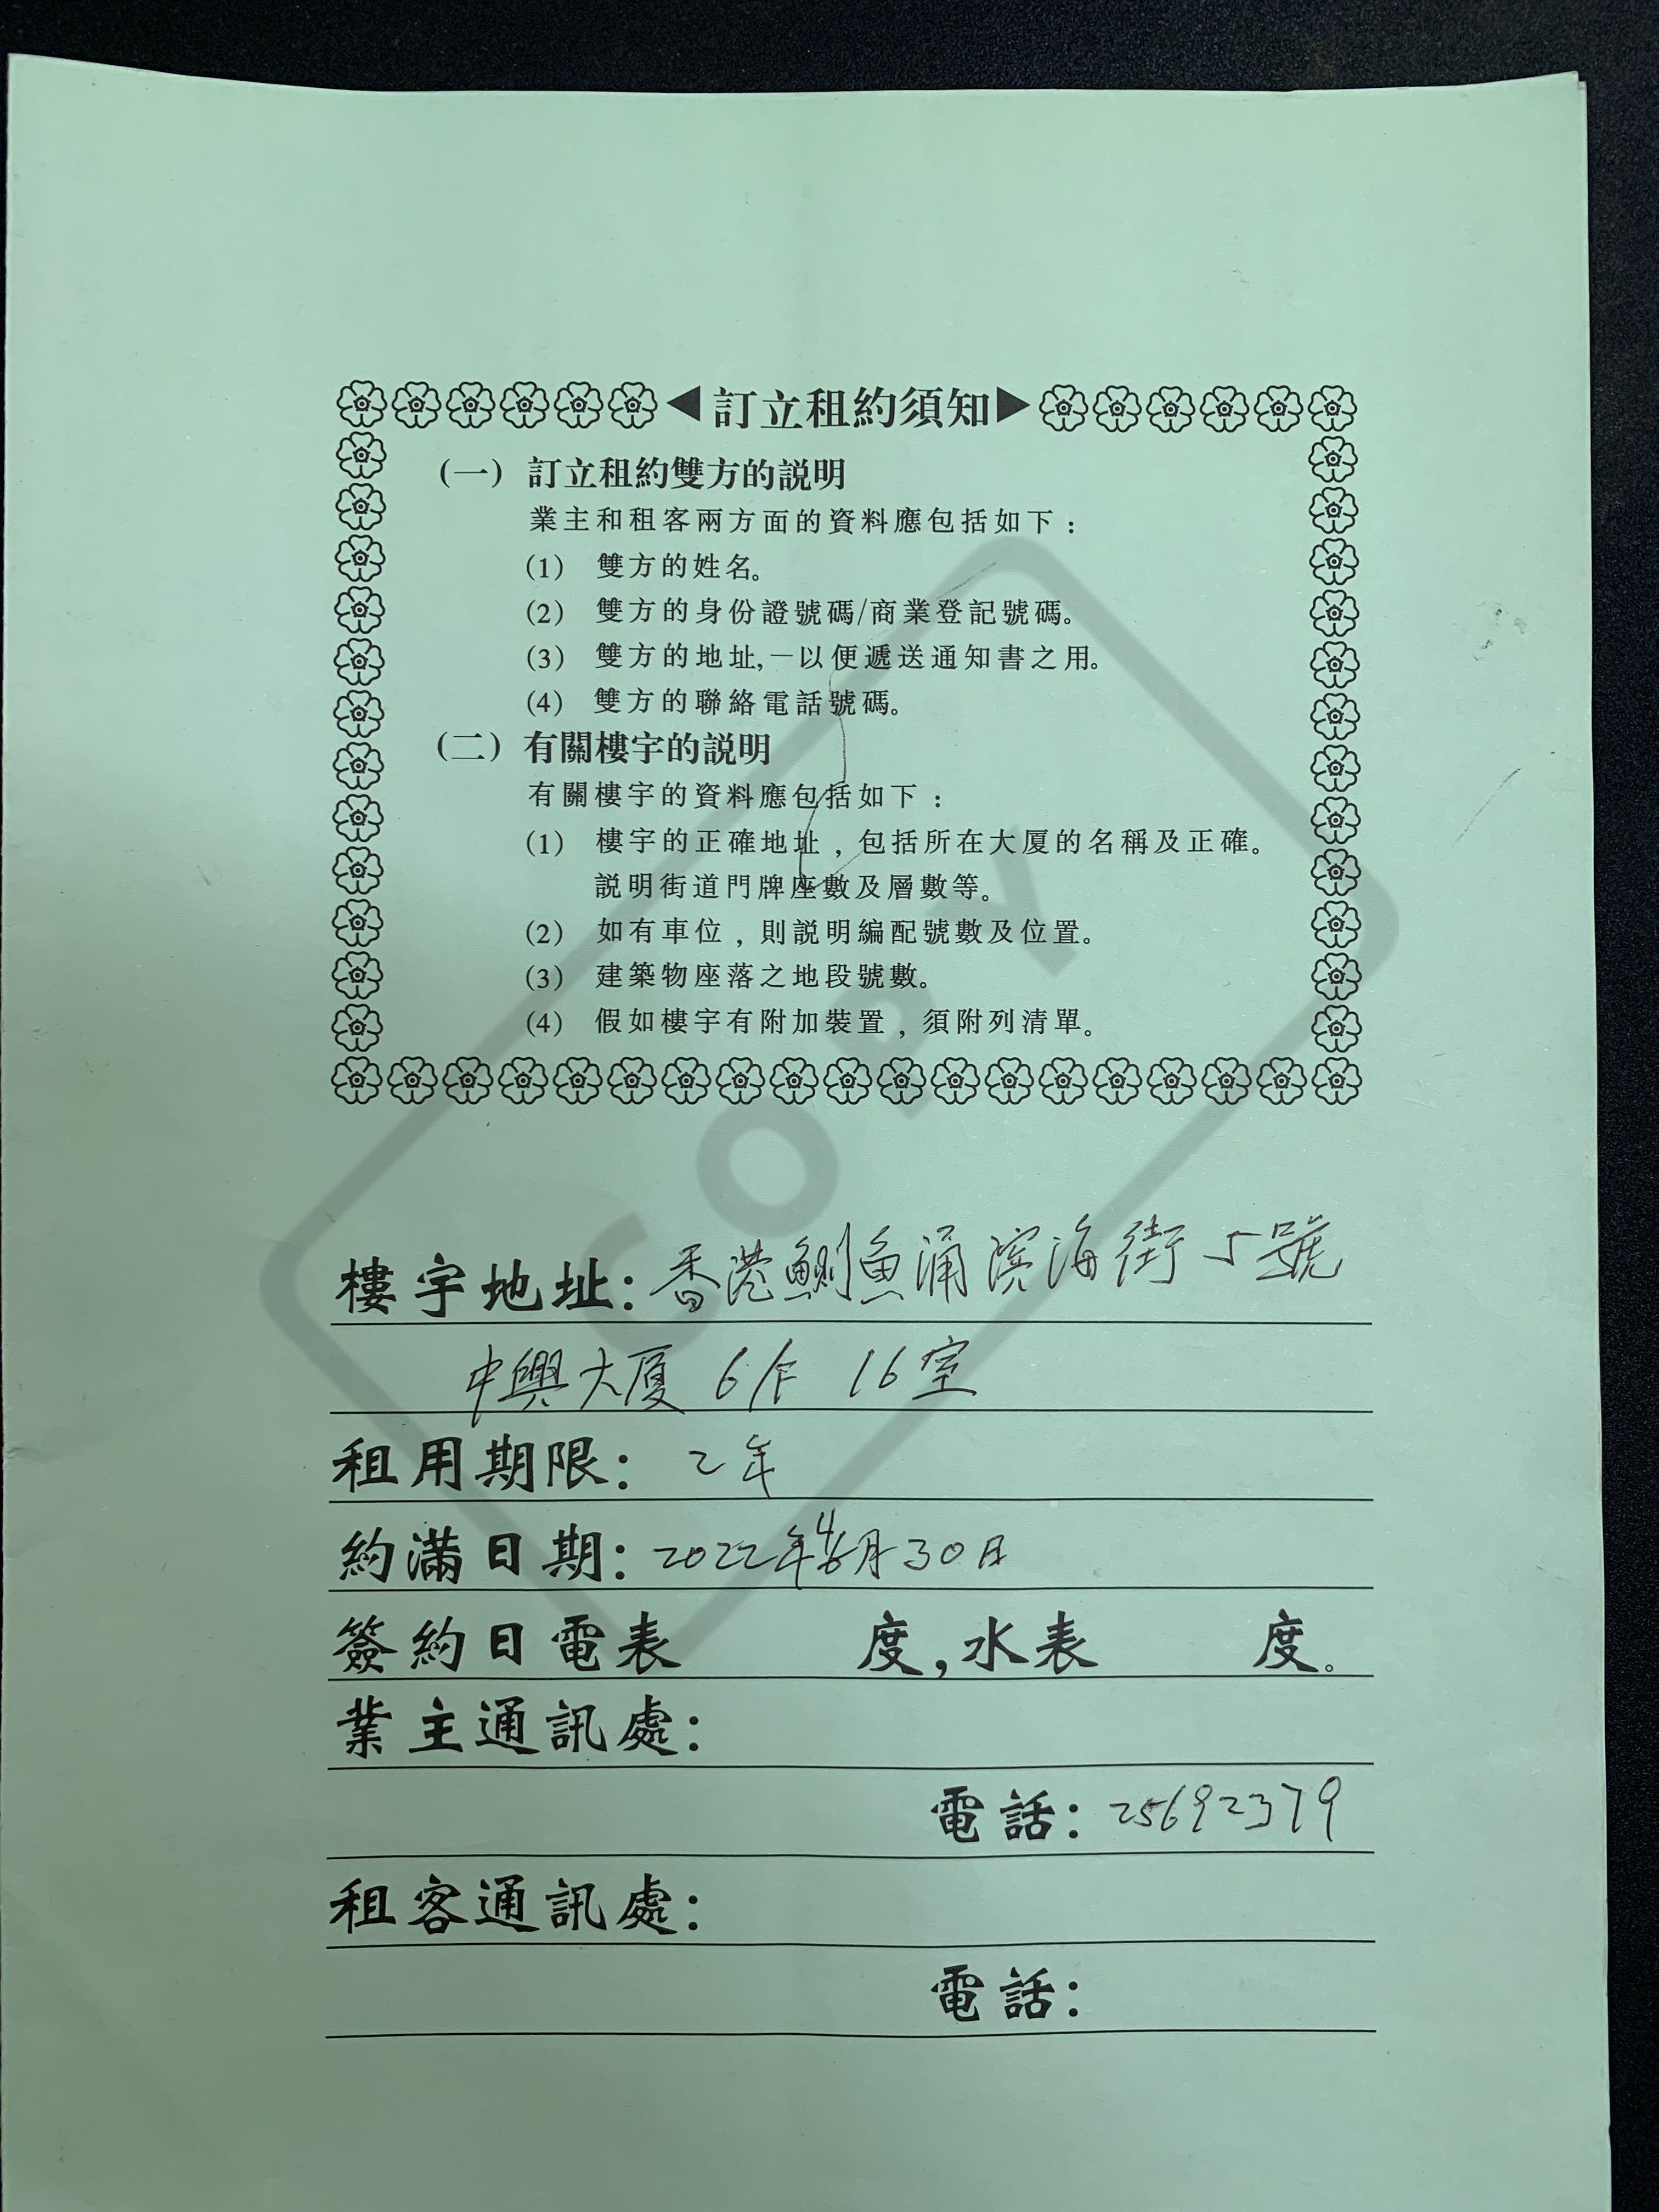 訂立租約須知
(一) 訂立租約雙方的説明
業主和租客兩方面的資料應包括如下：
(1) 雙方的姓名。
(2) 雙方的身份證號碼/商業登記號碼。
(3) 雙方的地址,—以便遞送通知書之用。
(4) 雙方的聯絡電話號碼。
(二) 有關樓宇的説明
有關樓宇的資料應包括如下：
(1) 樓宇的正確地址，包括所在大厦的名稱及正確。
説明街道門牌座數及層數等。
(2) 如有車位，則説明編配號數及位置。
(3) 建築物座落之地段號數。
(4) 假如樓宇有附加裝置，須附列清單。
COPY
樓宇地址：香港鰂魚涌濱海街5號
中興大厦 6/F 16室
租用期限：2年
約滿日期：2022年4月30日
簽約日電表 度,水表 度。
業主通訊處：
電話：25692379
租客通訊處：
電話：